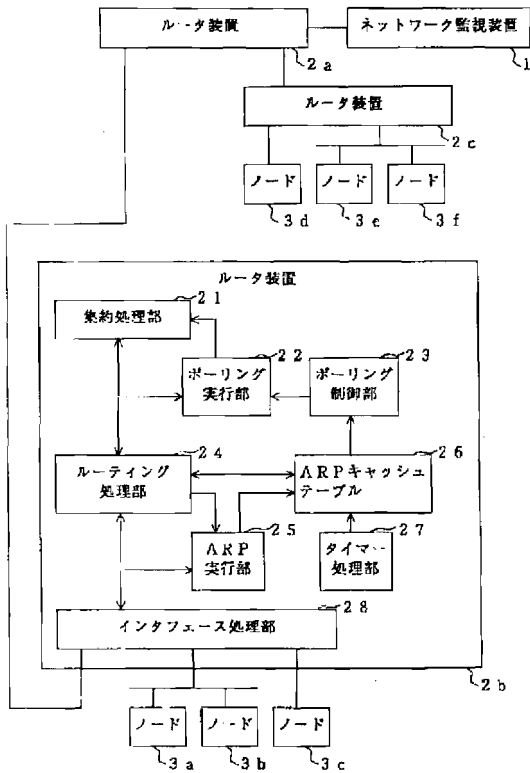 ルータ装置
ネットワーク監視装置
2a
1
ルータ装置
2c
ノード
ノード
ノード
3d
3e
3f
ルータ装置
21
集約処理部
22
23
ポーリング
実行部
ポーリング
制御部
24
26
ルーティング
処理部
ARPキャッシュ
テーブル
25
27
ARP
実行部
タイマー
処理部
28
インタフェース処理部
2b
ノード
ノード
ノード
3a
3b
3c